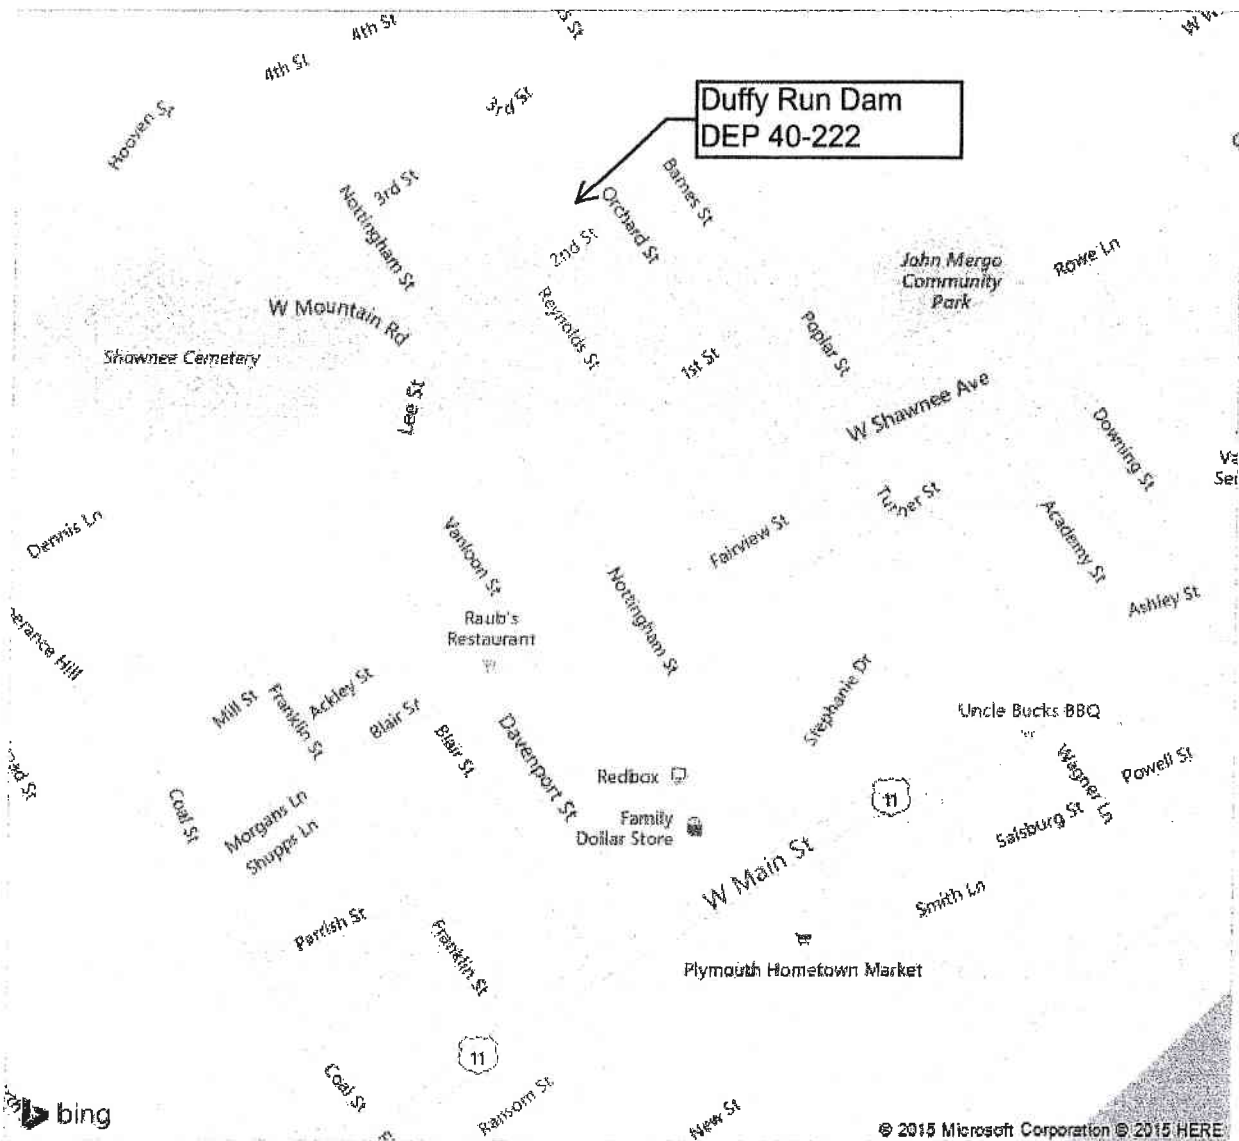 4th St
4th St
3rd St
Hooven St
Duffy Run Dam
DEP 40-222
Barnes St
3rd St
Nottingham St
Orchard St
2nd St
John Mergo
Community
Park
Rowe Ln
W Mountain Rd
Reynolds St
Poplar St
Shawnee Cemetery
1st St
Lee St
W Shawnee Ave
Downing St
Turner St
Dennis Ln
Vanloon St
Fairview St
Academy St
Nottingham St
Ashley St
Raub's
Restaurant
erance Hill
Mill St
Franklin St
Ackley St
Blair St
Blair St
Davenport St
Stephanie Dr
Uncle Bucks BBQ
Redbox
Wagner Ln
Powell St
11
Coal St
Morgans Ln
Shupps Ln
Family
Dollar Store
Salsburg St
W Main St
Smith Ln
Parrish St
Franklin St
Plymouth Hometown Market
11
Coal St
Ransom St
New St
bing
© 2015 Microsoft Corporation © 2015 HERE